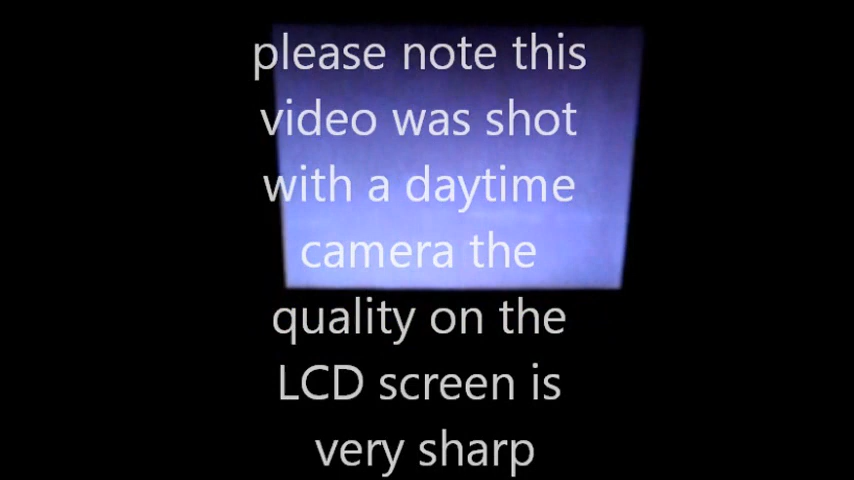 please note this
video was shot
with a daytime
camera the
quality on the
LCD screen is
very sharp